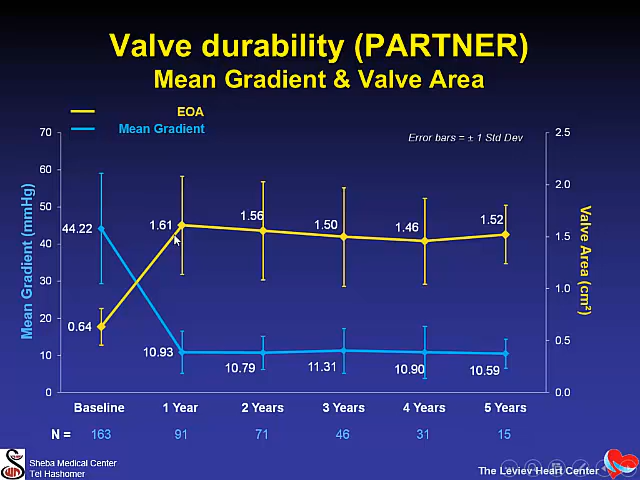 Valve durability (PARTNER)
Mean Gradient & Valve Area
EOA
Mean Gradient
Error bars = ± 1 Std Dev
Mean Gradient (mmHg)
70
60
50
40
30
20
10
0
2.5
2.0
1.5
1.0
0.5
0.0
Valve Area (cm²)
0.64 1.61 1.56 1.50 1.46 1.52
44.22 10.93 10.79 11.31 10.90 10.59
Baseline 1 Year 2 Years 3 Years 4 Years 5 Years
N = 163 91 71 46 31 15
Sheba Medical Center
Tel Hashomer
The Leviev Heart Center